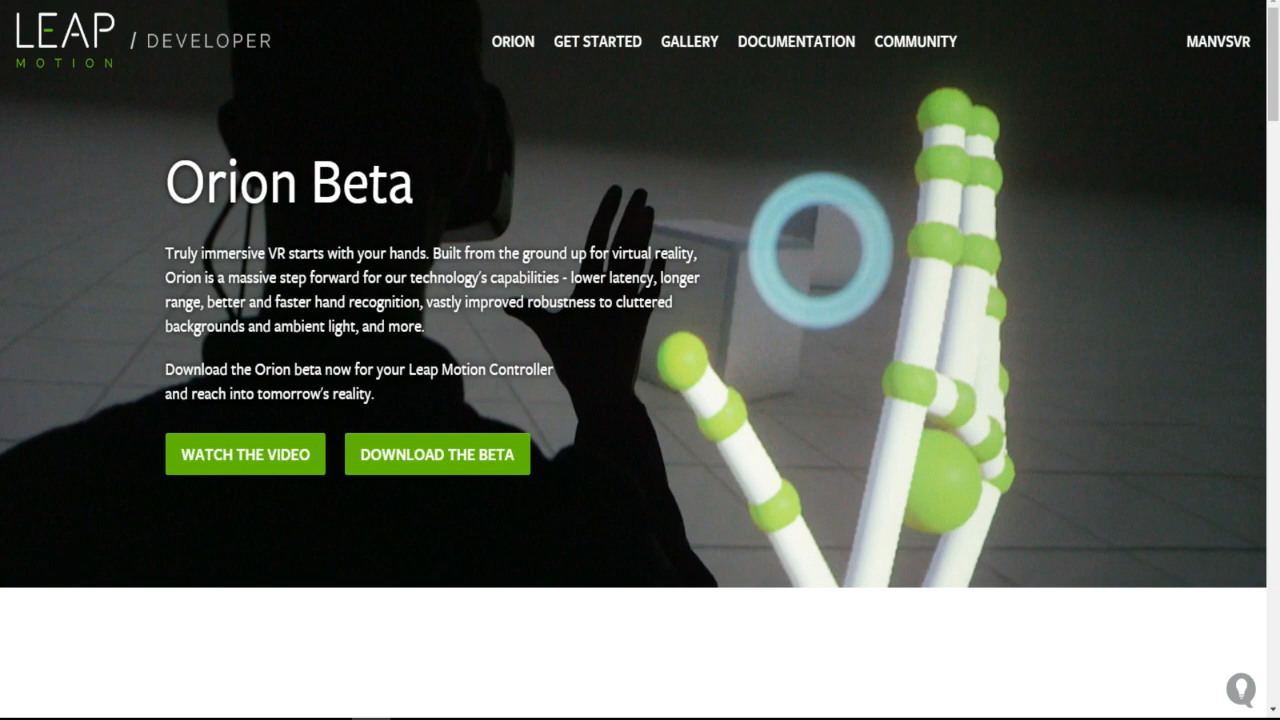 LEAP
MOTION
/ DEVELOPER
ORION GET STARTED GALLERY DOCUMENTATION COMMUNITY
MANVSVR
Orion Beta
Truly immersive VR starts with your hands. Built from the ground up for virtual reality,
Orion is a massive step forward for our technology's capabilities - lower latency, longer
range, better and faster hand recognition, vastly improved robustness to cluttered
backgrounds and ambient light, and more.
Download the Orion beta now for your Leap Motion Controller
and reach into tomorrow's reality.
WATCH THE VIDEO
DOWNLOAD THE BETA